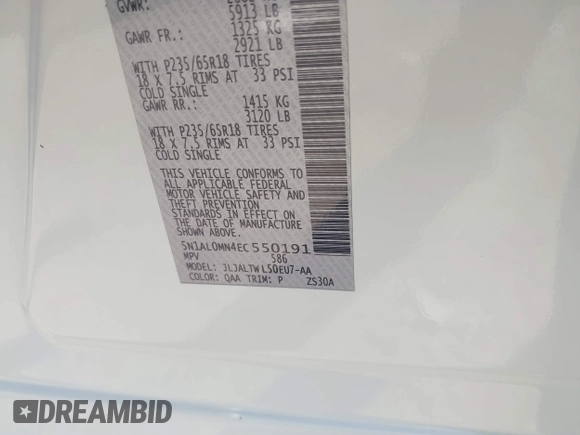 GVWR:
5913 LB
GAWR FR.: 1325 KG
2921 LB
WITH P235/65R18 TIRES
18 X 7.5 RIMS AT 33 PSI
COLD SINGLE
GAWR RR.: 1415 KG
3120 LB
WITH P235/65R18 TIRES
18 X 7.5 RIMS AT 33 PSI
COLD SINGLE
THIS VEHICLE CONFORMS TO
ALL APPLICABLE FEDERAL
MOTOR VEHICLE SAFETY AND
THEFT PREVENTION
STANDARDS IN EFFECT ON
THE DATE OF MANUFACTURE
SHOWN ABOVE.
5N1AL0MN4EC550191
MPV 586
MODEL: JLJALTWL50EU7-AA
COLOR: QAA TRIM: P ZS30A
DREAMBID